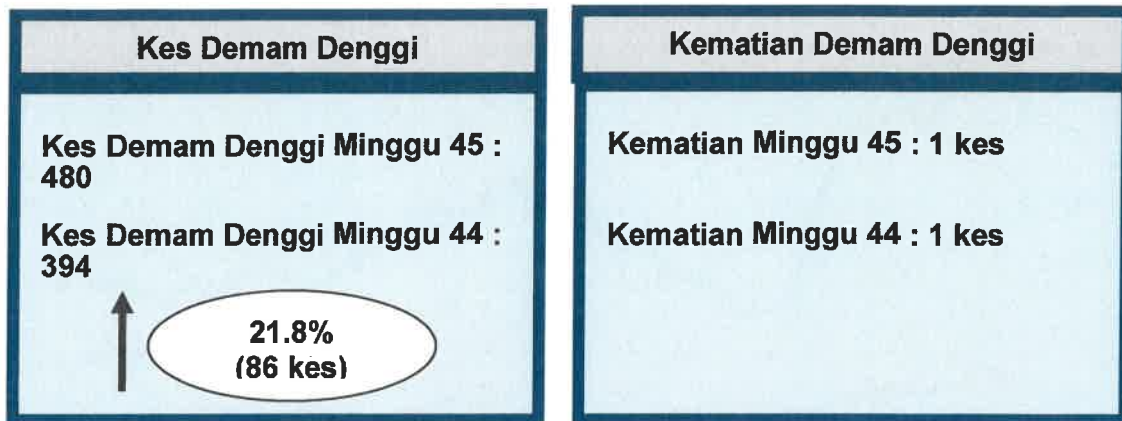 Kes Demam Denggi
Kes Demam Denggi Minggu 45 :
480
Kes Demam Denggi Minggu 44 :
394
21.8%
(86 kes)
Kematian Demam Denggi
Kematian Minggu 45 : 1 kes
Kematian Minggu 44 : 1 kes